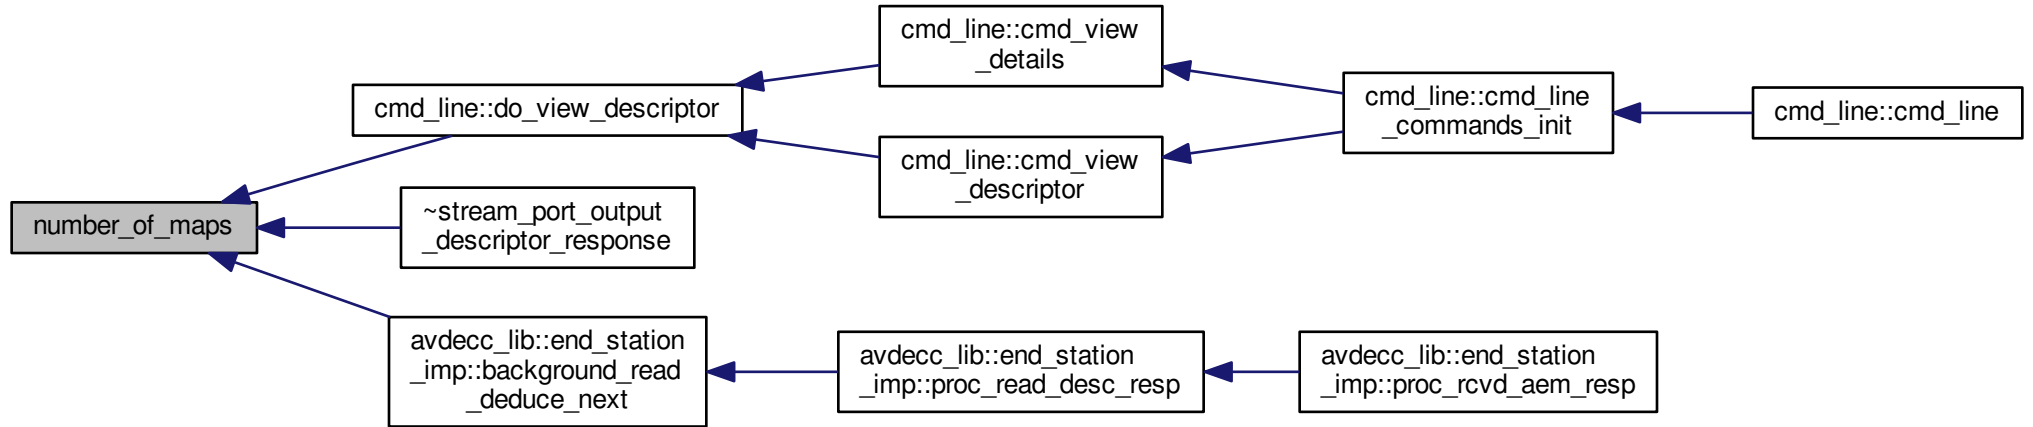 number_of_maps
cmd_line::do_view_descriptor
cmd_line::cmd_view
_details
cmd_line::cmd_view
_descriptor
cmd_line::cmd_line
_commands_init
cmd_line::cmd_line
~stream_port_output
_descriptor_response
avdecc_lib::end_station
_imp::background_read
_deduce_next
avdecc_lib::end_station
_imp::proc_read_desc_resp
avdecc_lib::end_station
_imp::proc_rcvd_aem_resp